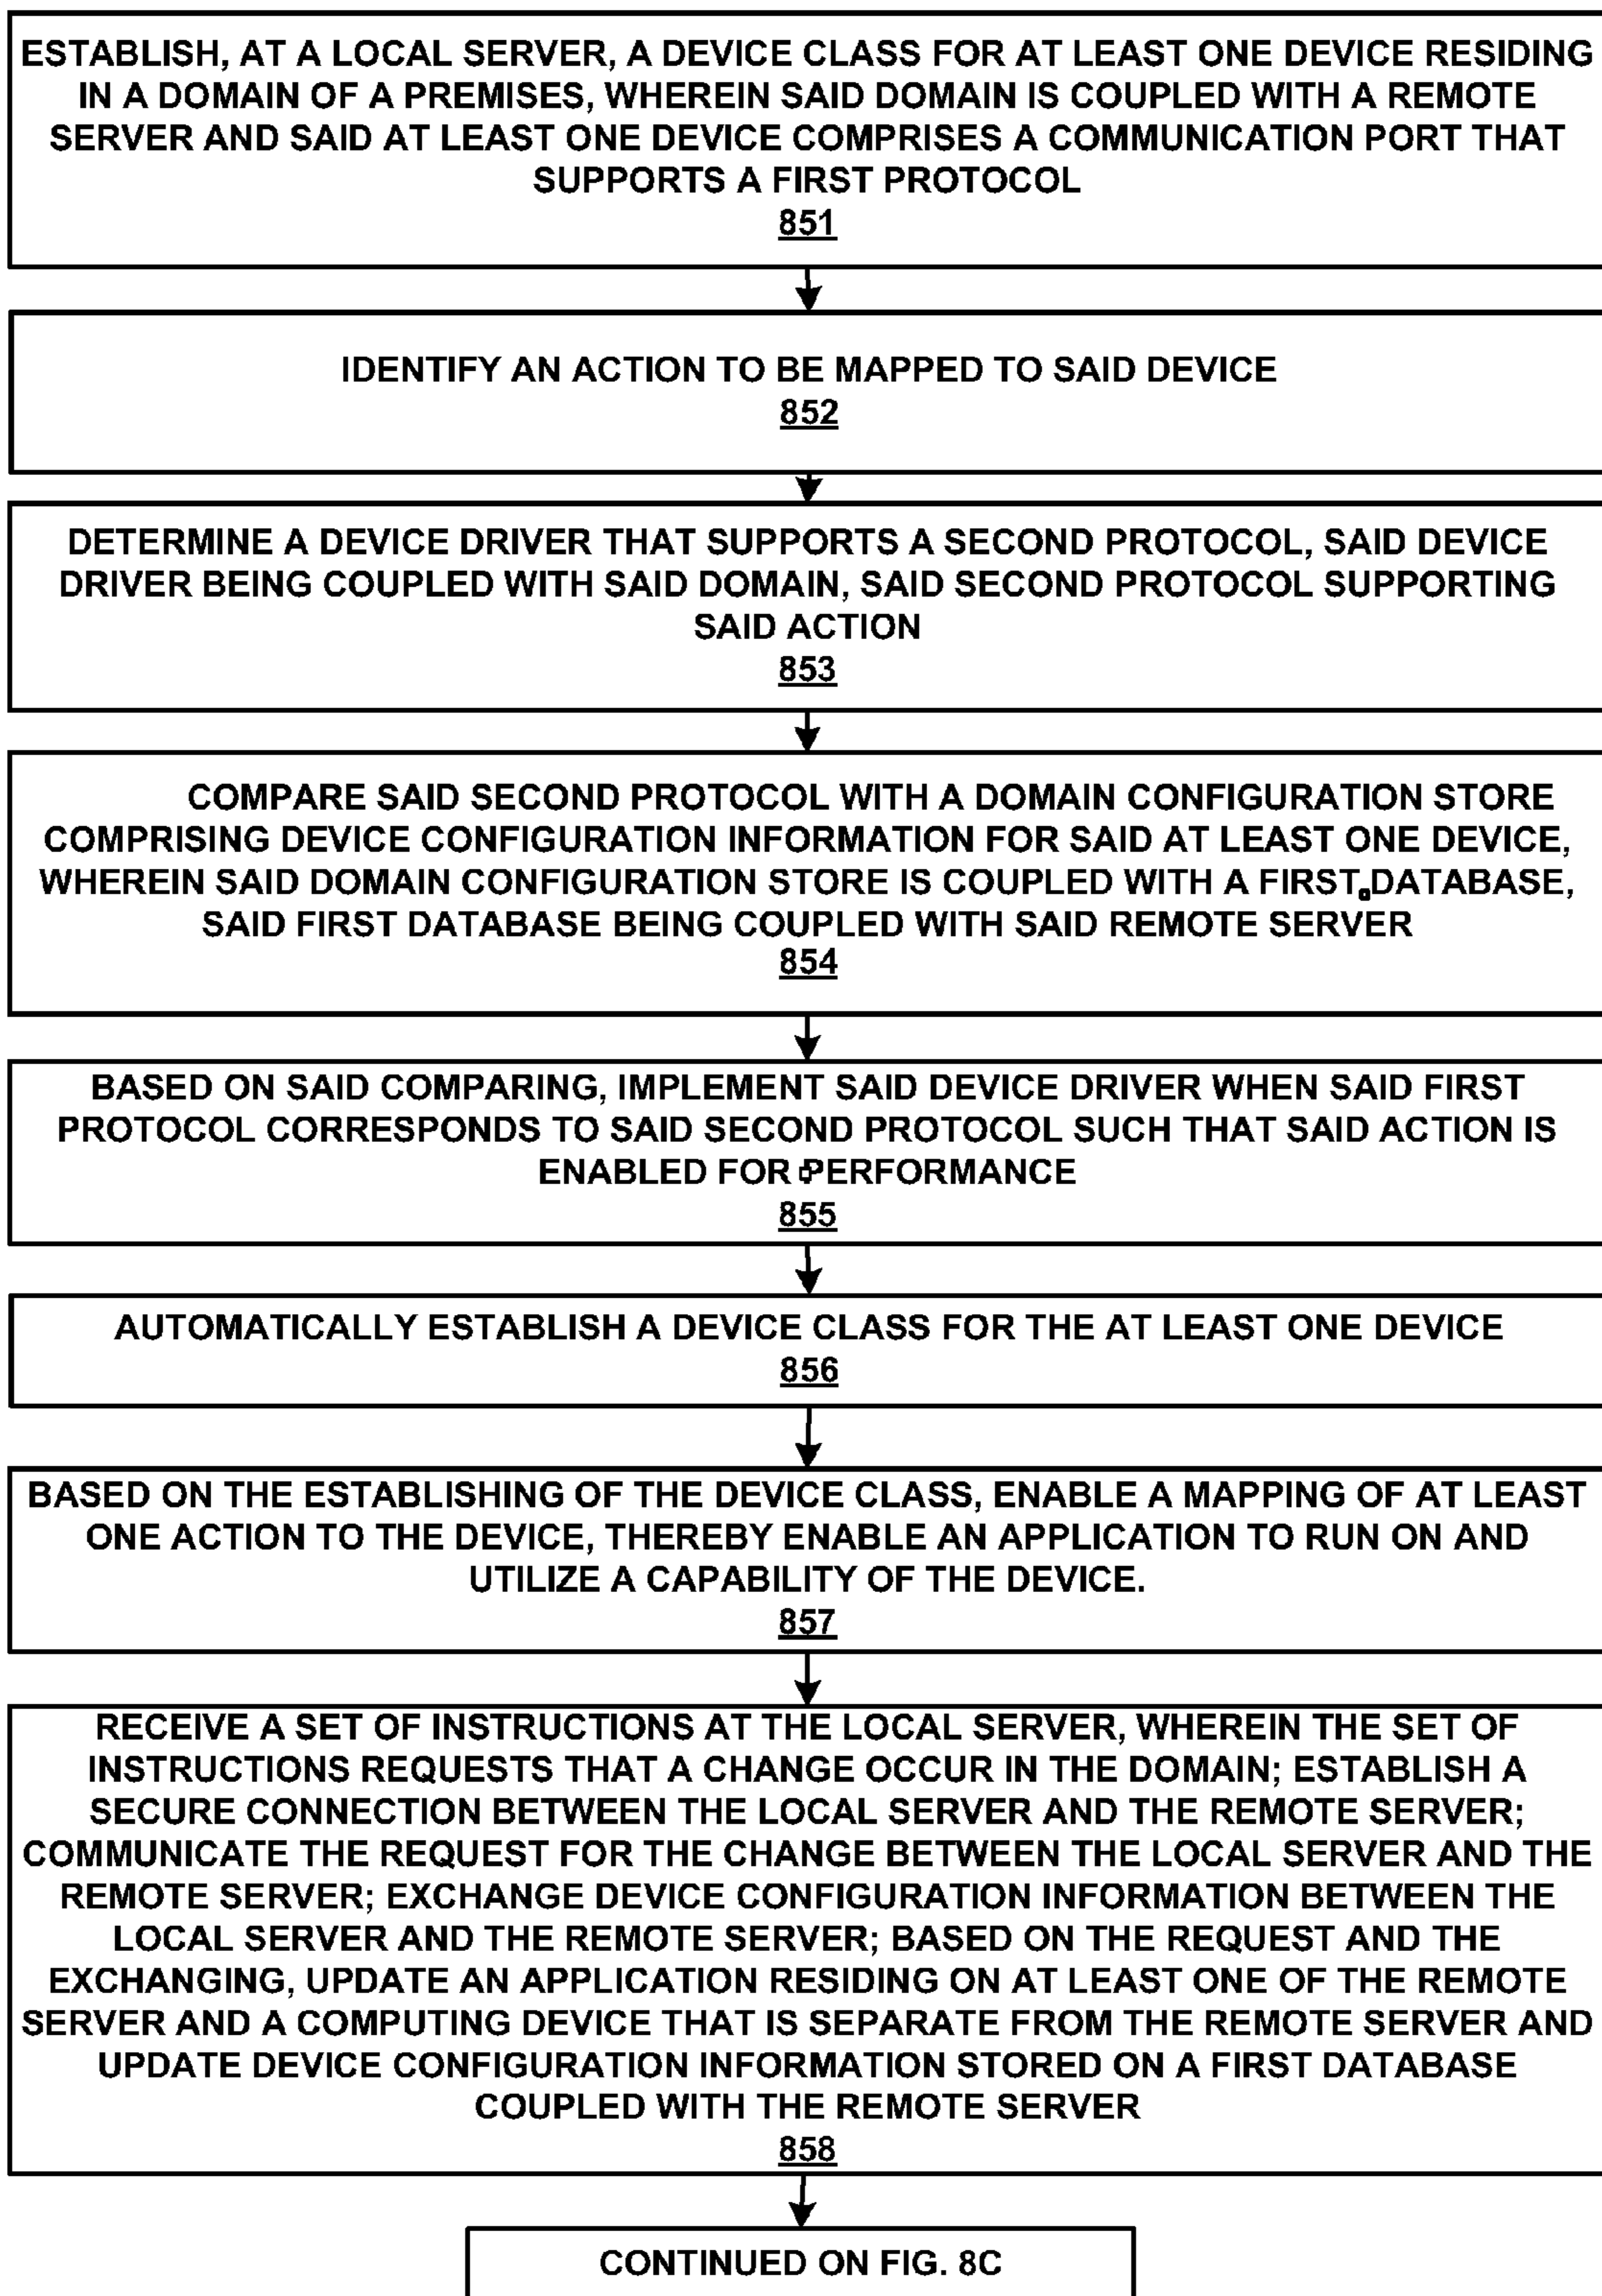 ESTABLISH, AT A LOCAL SERVER, A DEVICE CLASS FOR AT LEAST ONE DEVICE RESIDING
IN A DOMAIN OF A PREMISES, WHEREIN SAID DOMAIN IS COUPLED WITH A REMOTE
SERVER AND SAID AT LEAST ONE DEVICE COMPRISES A COMMUNICATION PORT THAT
SUPPORTS A FIRST PROTOCOL
851
IDENTIFY AN ACTION TO BE MAPPED TO SAID DEVICE
852
DETERMINE A DEVICE DRIVER THAT SUPPORTS A SECOND PROTOCOL, SAID DEVICE
DRIVER BEING COUPLED WITH SAID DOMAIN, SAID SECOND PROTOCOL SUPPORTING
SAID ACTION
853
COMPARE SAID SECOND PROTOCOL WITH A DOMAIN CONFIGURATION STORE
COMPRISING DEVICE CONFIGURATION INFORMATION FOR SAID AT LEAST ONE DEVICE,
WHEREIN SAID DOMAIN CONFIGURATION STORE IS COUPLED WITH A FIRST DATABASE,
SAID FIRST DATABASE BEING COUPLED WITH SAID REMOTE SERVER
854
BASED ON SAID COMPARING, IMPLEMENT SAID DEVICE DRIVER WHEN SAID FIRST
PROTOCOL CORRESPONDS TO SAID SECOND PROTOCOL SUCH THAT SAID ACTION IS
ENABLED FOR PERFORMANCE
855
AUTOMATICALLY ESTABLISH A DEVICE CLASS FOR THE AT LEAST ONE DEVICE
856
BASED ON THE ESTABLISHING OF THE DEVICE CLASS, ENABLE A MAPPING OF AT LEAST
ONE ACTION TO THE DEVICE, THEREBY ENABLE AN APPLICATION TO RUN ON AND
UTILIZE A CAPABILITY OF THE DEVICE.
857
RECEIVE A SET OF INSTRUCTIONS AT THE LOCAL SERVER, WHEREIN THE SET OF
INSTRUCTIONS REQUESTS THAT A CHANGE OCCUR IN THE DOMAIN; ESTABLISH A
SECURE CONNECTION BETWEEN THE LOCAL SERVER AND THE REMOTE SERVER;
COMMUNICATE THE REQUEST FOR THE CHANGE BETWEEN THE LOCAL SERVER AND THE
REMOTE SERVER; EXCHANGE DEVICE CONFIGURATION INFORMATION BETWEEN THE
LOCAL SERVER AND THE REMOTE SERVER; BASED ON THE REQUEST AND THE
EXCHANGING, UPDATE AN APPLICATION RESIDING ON AT LEAST ONE OF THE REMOTE
SERVER AND A COMPUTING DEVICE THAT IS SEPARATE FROM THE REMOTE SERVER AND
UPDATE DEVICE CONFIGURATION INFORMATION STORED ON A FIRST DATABASE
COUPLED WITH THE REMOTE SERVER
858
CONTINUED ON FIG. 8C